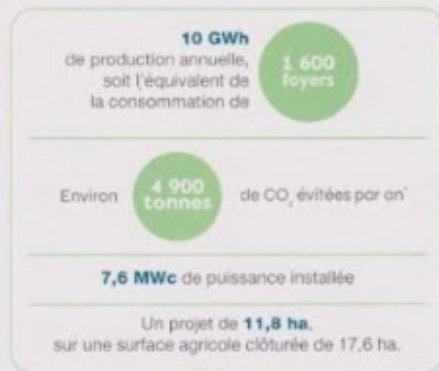 10 GWh
de production annuelle,
soit l'équivalent de
la consommation de
1 600
foyers
Environ
4 900
tonnes
de CO₂ évitées par an*
7,6 MWc de puissance installée
Un projet de 11,8 ha,
sur une surface agricole clôturée de 17,6 ha.